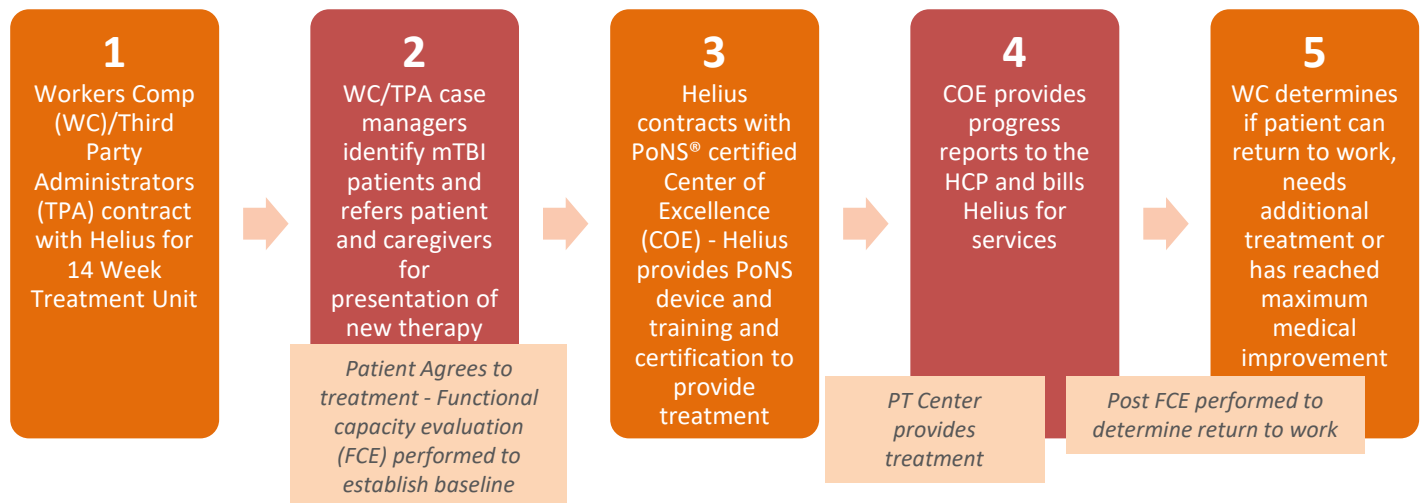 1
Workers Comp
(WC)/Third
Party
Administrators
(TPA) contract
with Helius for
14 Week
Treatment Unit
2
WC/TPA case
managers
identify mTBI
patients and
refers patient
and caregivers
for
presentation of
new therapy
Patient Agrees to
treatment - Functional
capacity evaluation
(FCE) performed to
establish baseline
3
Helius
contracts with
PoNS® certified
Center of
Excellence
(COE) - Helius
provides PoNS
device and
training and
certification to
provide
treatment
4
COE provides
progress
reports to the
HCP and bills
Helius for
services
PT Center
provides
treatment
5
WC determines
if patient can
return to work,
needs
additional
treatment or
has reached
maximum
medical
improvement
Post FCE performed to
determine return to work